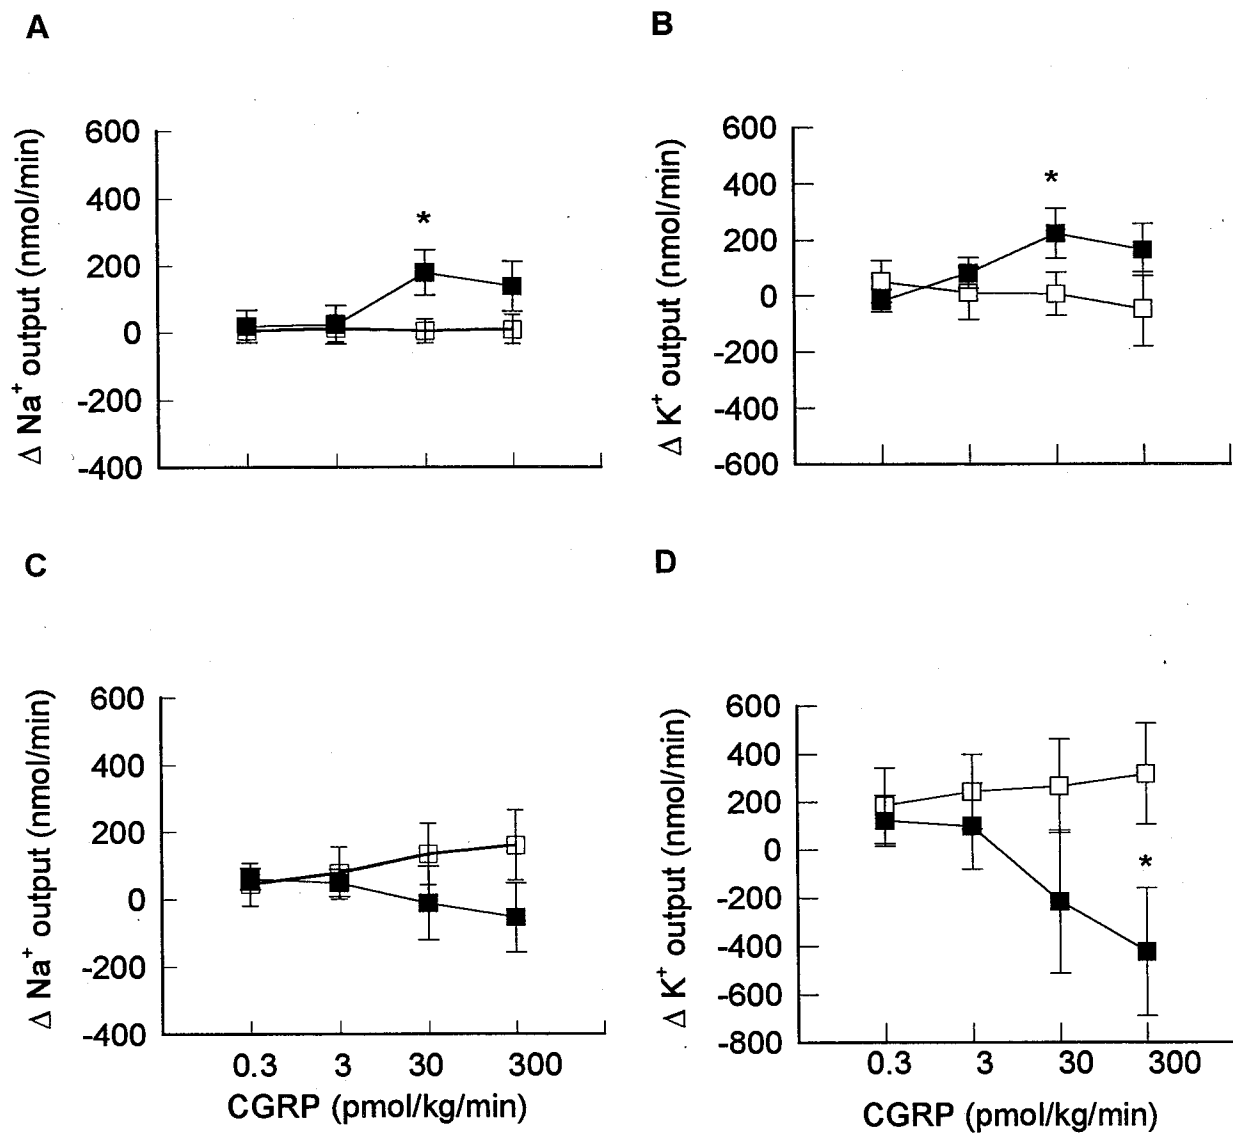 A
Δ Na⁺ output (nmol/min)
600
400
200
0
-200
-400
*
B
Δ K⁺ output (nmol/min)
600
400
200
0
-200
-400
-600
*
C
Δ Na⁺ output (nmol/min)
600
400
200
0
-200
-400
0.3 3 30 300
CGRP (pmol/kg/min)
D
Δ K⁺ output (nmol/min)
600
400
200
0
-200
-400
-600
-800
*
0.3 3 30 300
CGRP (pmol/kg/min)